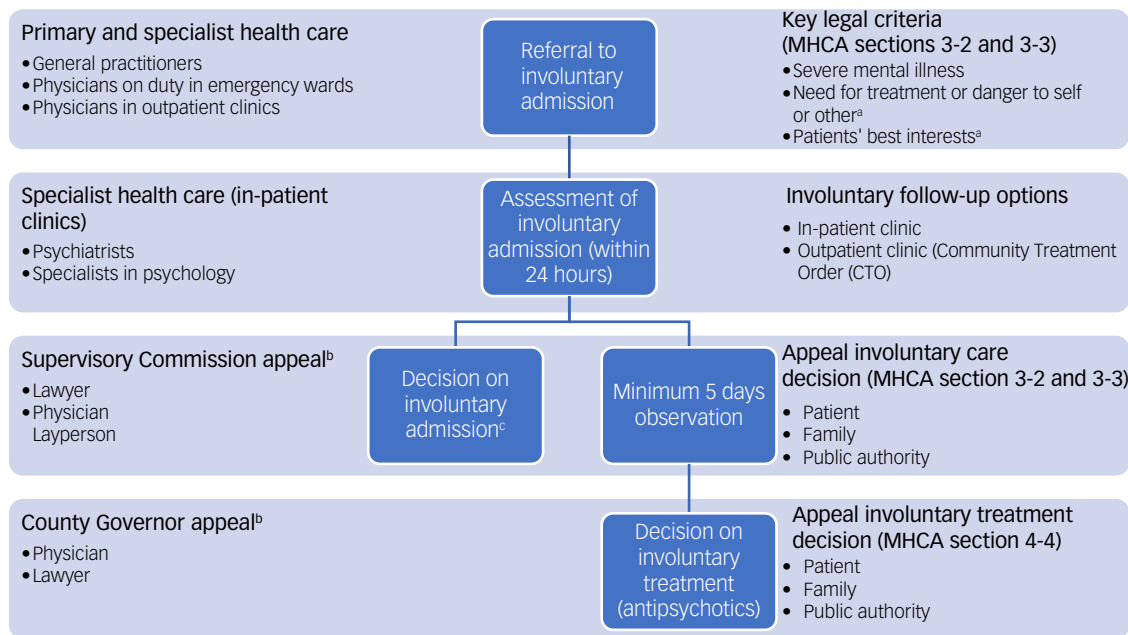 Primary and specialist health care
•General practitioners
•Physicians on duty in emergency wards
•Physicians in outpatient clinics
Referral to
involuntary
admission
Key legal criteria
(MHCA sections 3-2 and 3-3)
•Severe mental illness
•Need for treatment or danger to self
or otherᵃ
•Patients' best interestsᵃ
Specialist health care (in-patient
clinics)
•Psychiatrists
•Specialists in psychology
Assessment of
involuntary
admission (within
24 hours)
Involuntary follow-up options
• In-patient clinic
• Outpatient clinic (Community Treatment
Order (CTO)
Supervisory Commission appealᵇ
•Lawyer
•Physician
Layperson
Decision on
involuntary
admissionᶜ
Minimum 5 days
observation
Appeal involuntary care
decision (MHCA section 3-2 and 3-3)
• Patient
• Family
• Public authority
County Governor appealᵇ
•Physician
•Lawyer
Decision on
involuntary
treatment
(antipsychotics)
Appeal involuntary treatment
decision (MHCA section 4-4)
• Patient
• Family
• Public authority